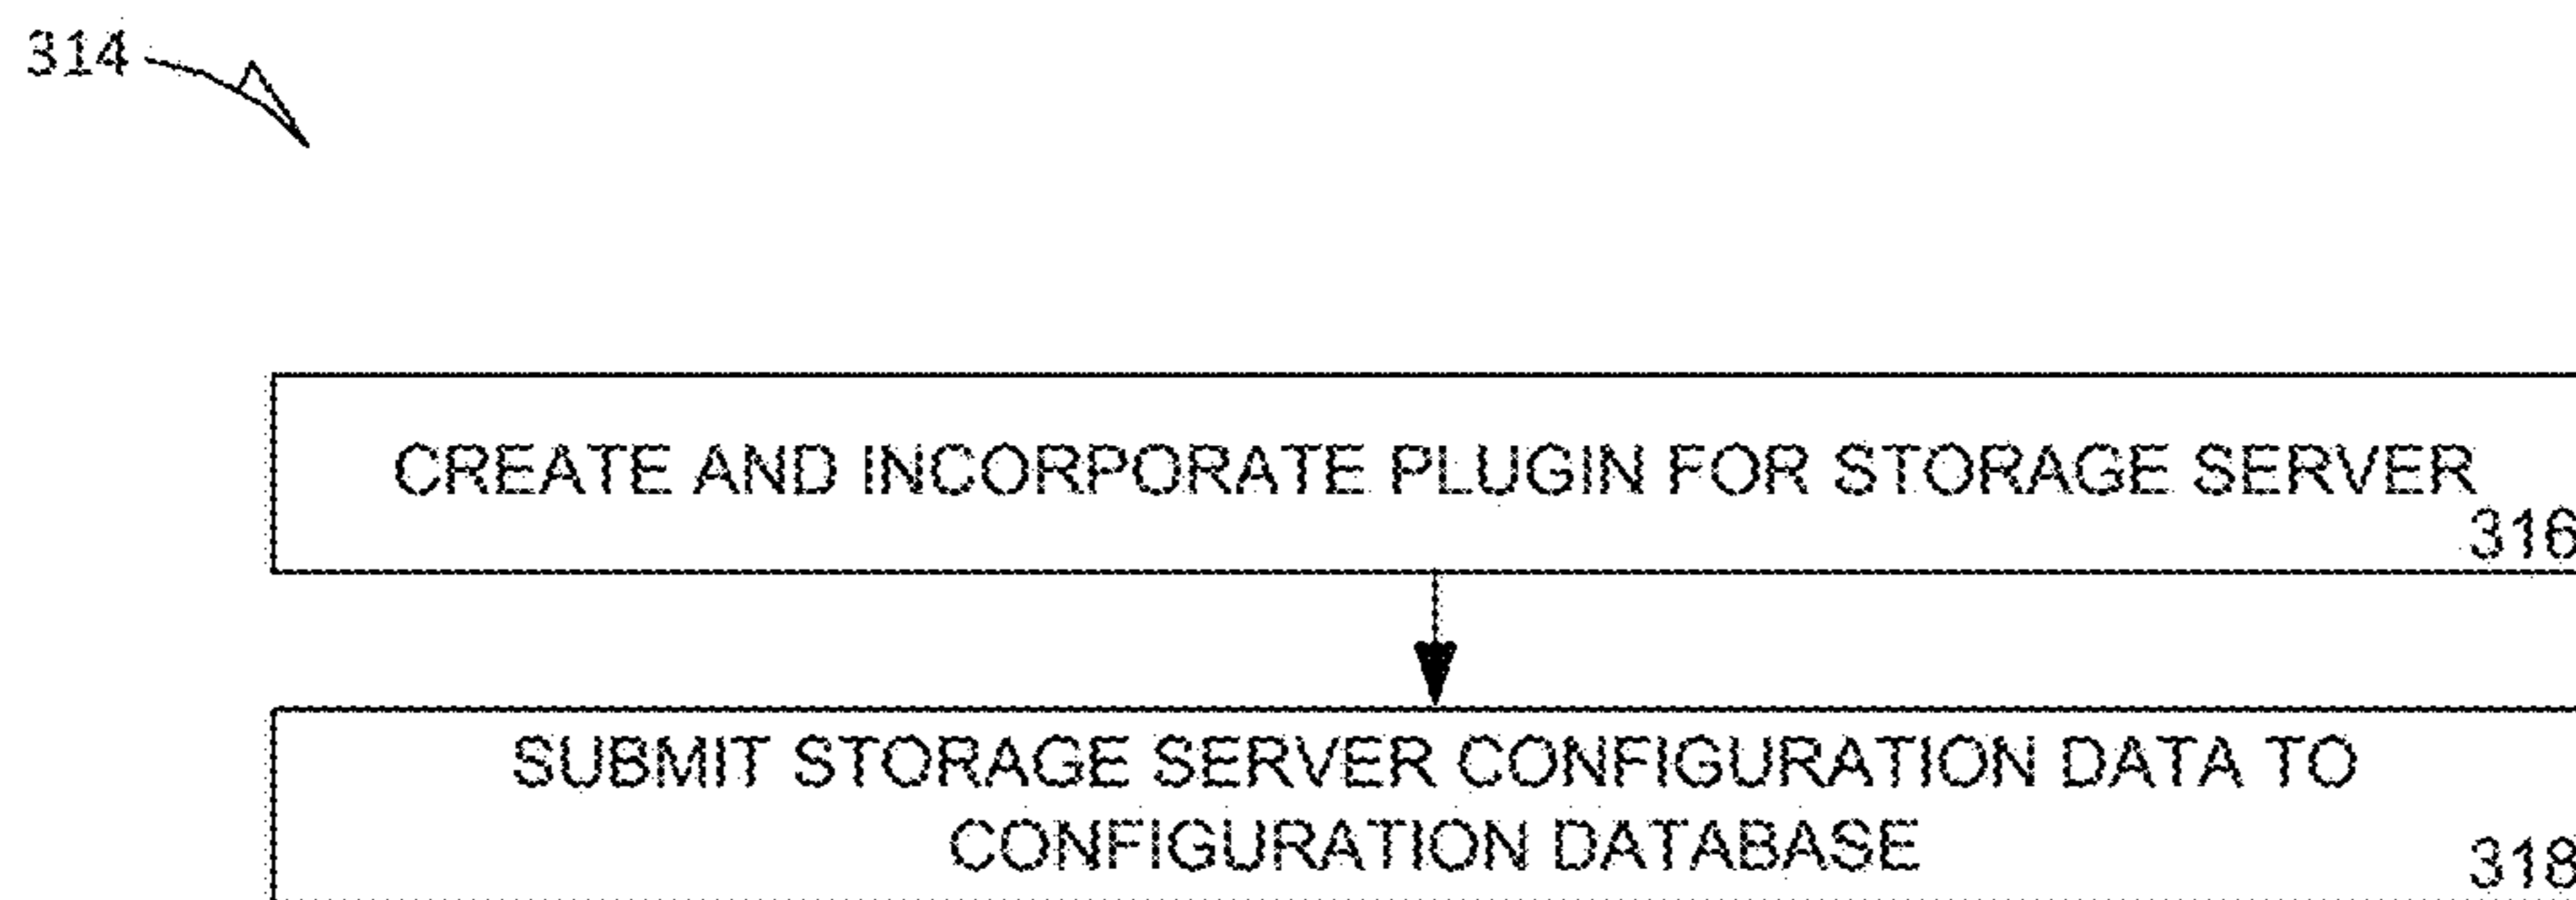 314
CREATE AND INCORPORATE PLUGIN FOR STORAGE SERVER
316
SUBMIT STORAGE SERVER CONFIGURATION DATA TO
CONFIGURATION DATABASE
318